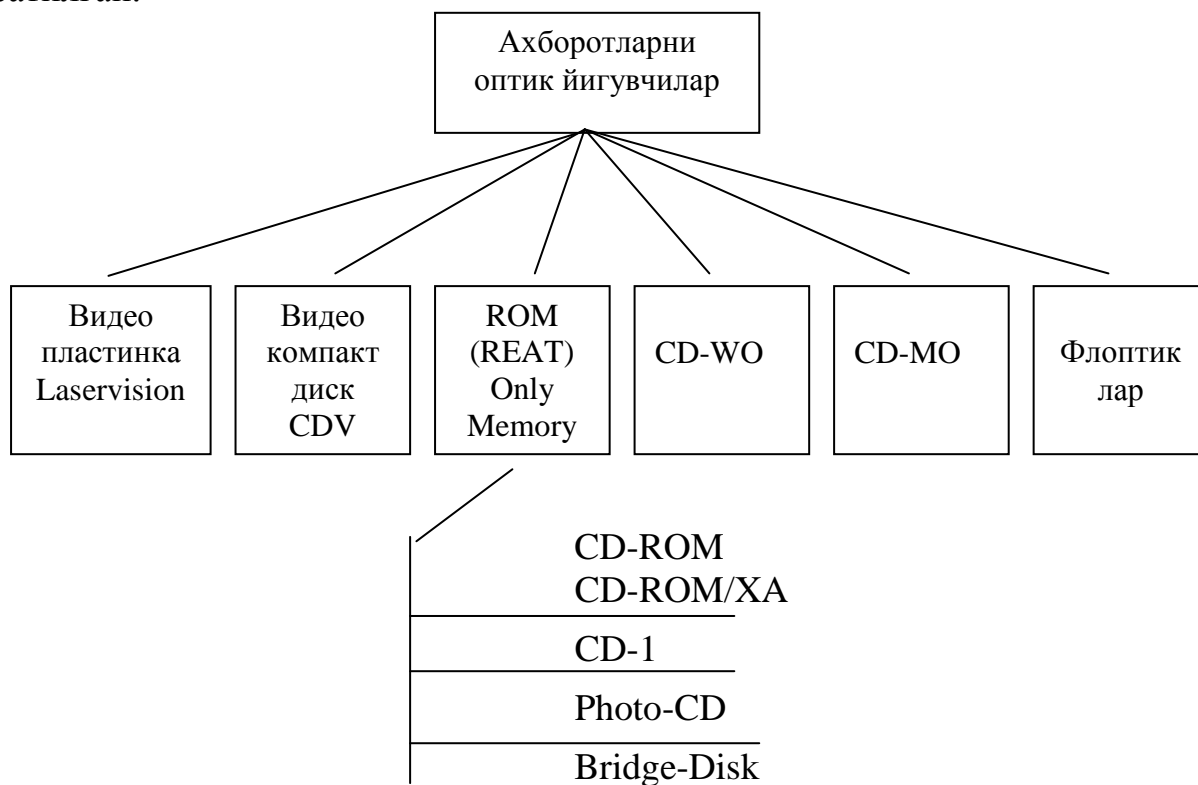 Ахборотларни
оптик йигувчилар
Видео
пластинка
Laservision
Видео
компакт
диск
CDV
ROM
(REAT)
Only
Memory
CD-WO
CD-MO
Флоптик
лар
CD-ROM
CD-ROM/XA
CD-1
Photo-CD
Bridge-Disk